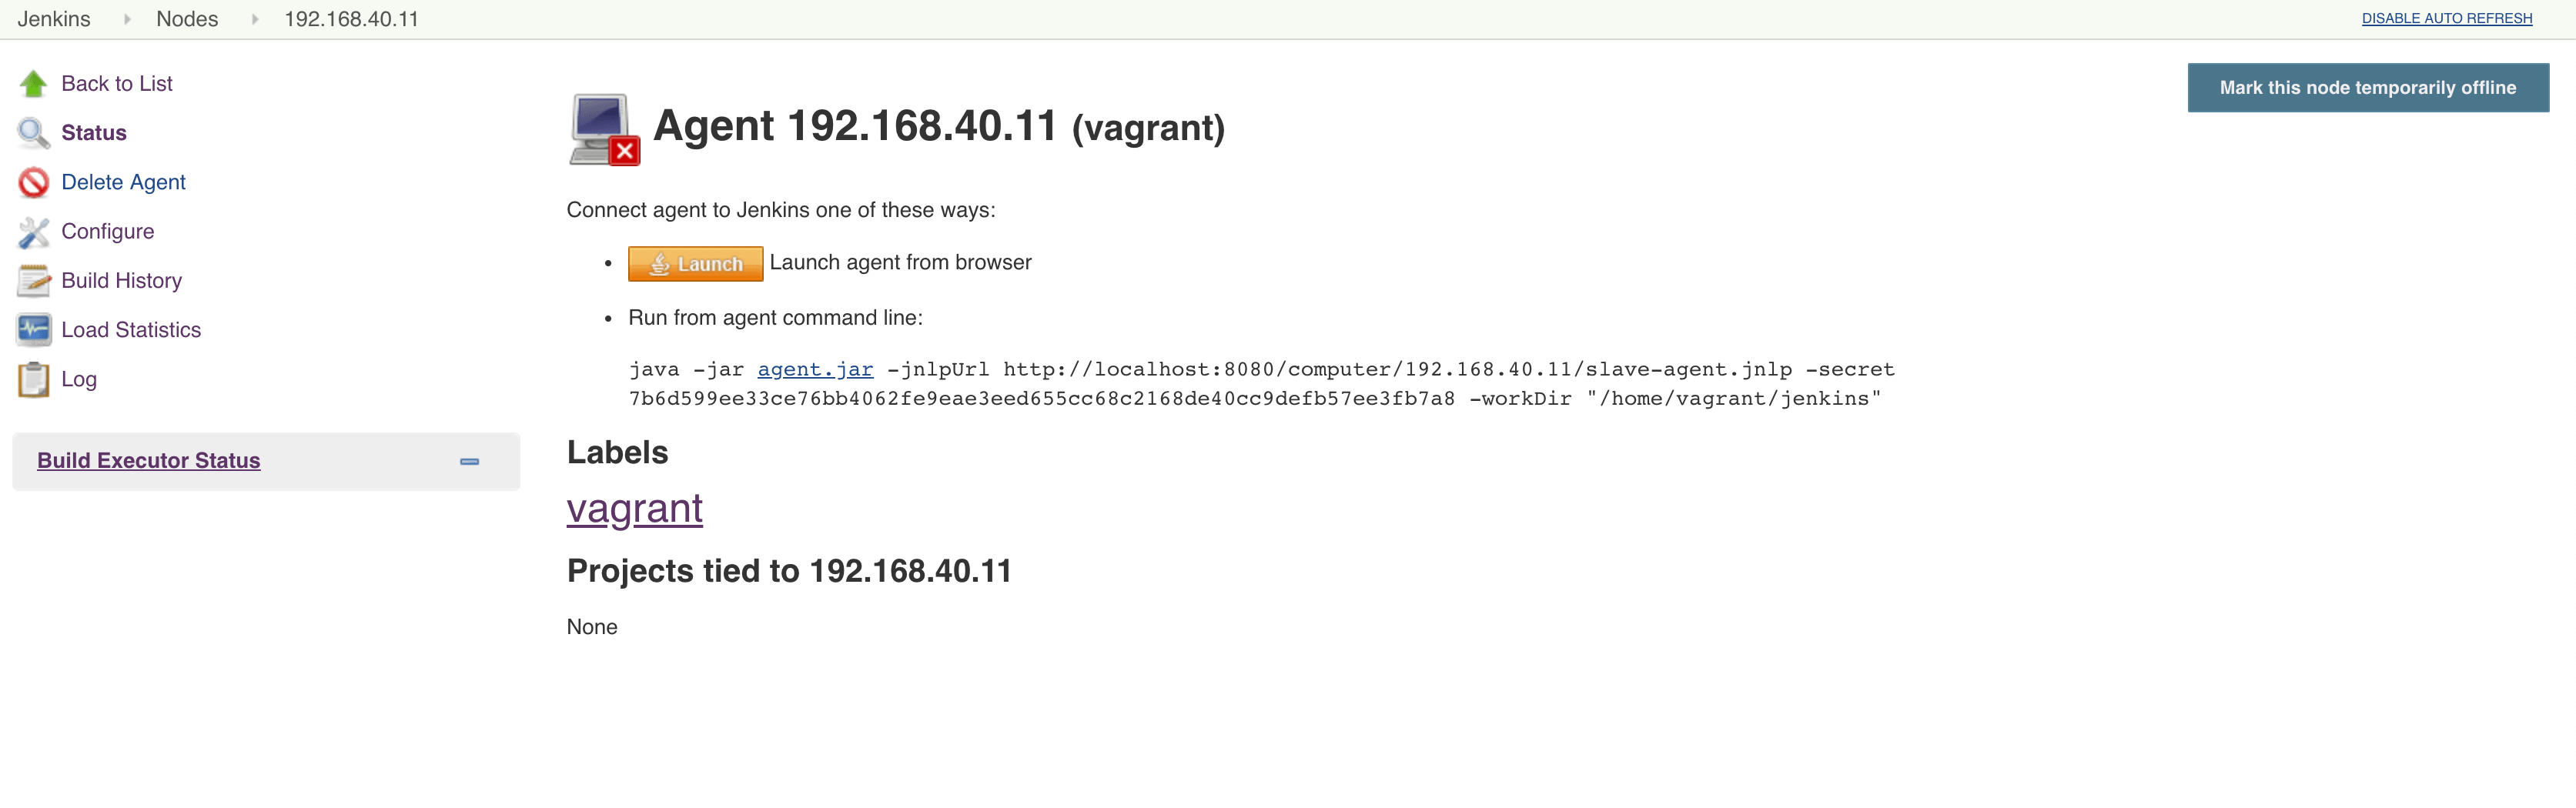 Jenkins Nodes 192.168.40.11 DISABLE AUTO REFRESH
Back to List
Status
Delete Agent
Configure
Build History
Load Statistics
Log
Build Executor Status
Mark this node temporarily offline
Agent 192.168.40.11 (vagrant)
Connect agent to Jenkins one of these ways:
Launch Launch agent from browser
Run from agent command line:
java -jar agent.jar -jnlpUrl http://localhost:8080/computer/192.168.40.11/slave-agent.jnlp -secret
7b6d599ee33ce76bb4062fe9eae3eed655cc68c2168de40cc9defb57ee3fb7a8 -workDir "/home/vagrant/jenkins"
Labels
vagrant
Projects tied to 192.168.40.11
None